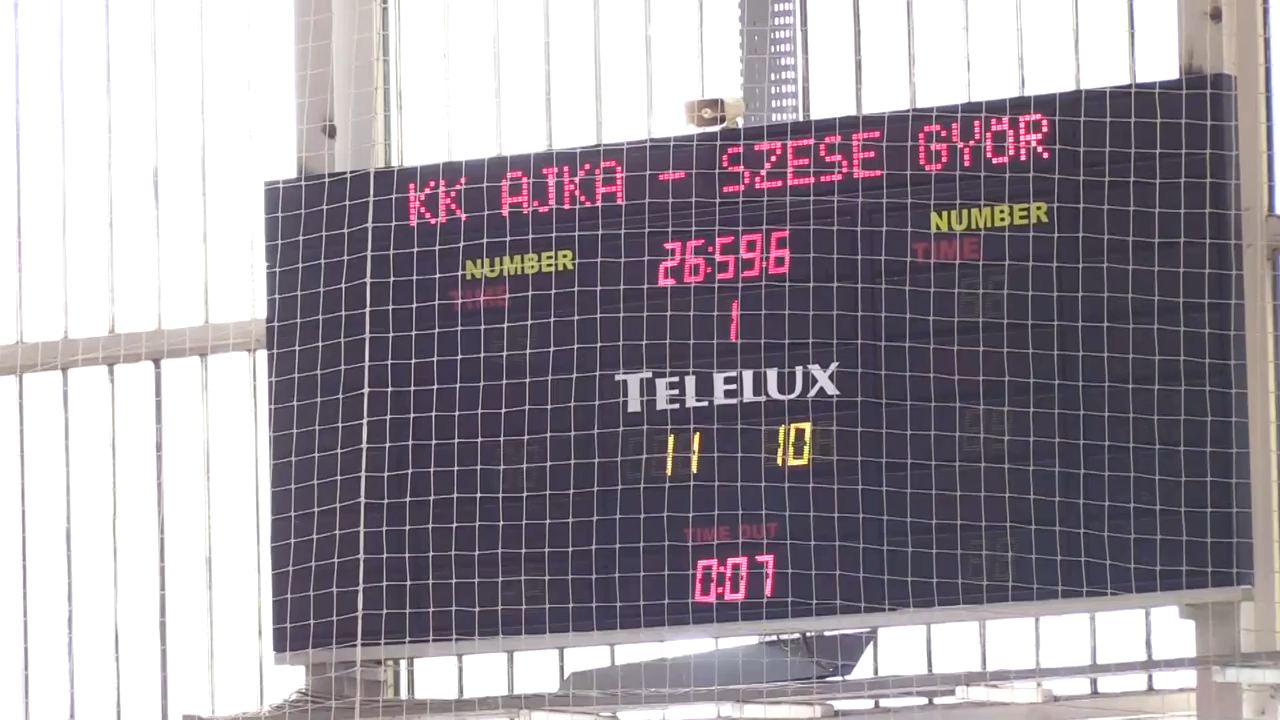 KK AJKA - SZESE GYŐR
NUMBER
TIME
26:59.6
NUMBER
TIME
1
TELELUX
11 10
TIME OUT
0:07